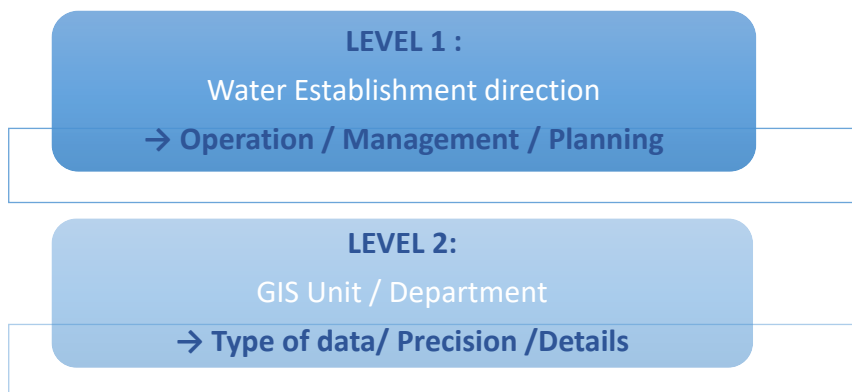 LEVEL 1 :
Water Establishment direction
→ Operation / Management / Planning
LEVEL 2:
GIS Unit / Department
→ Type of data/ Precision /Details